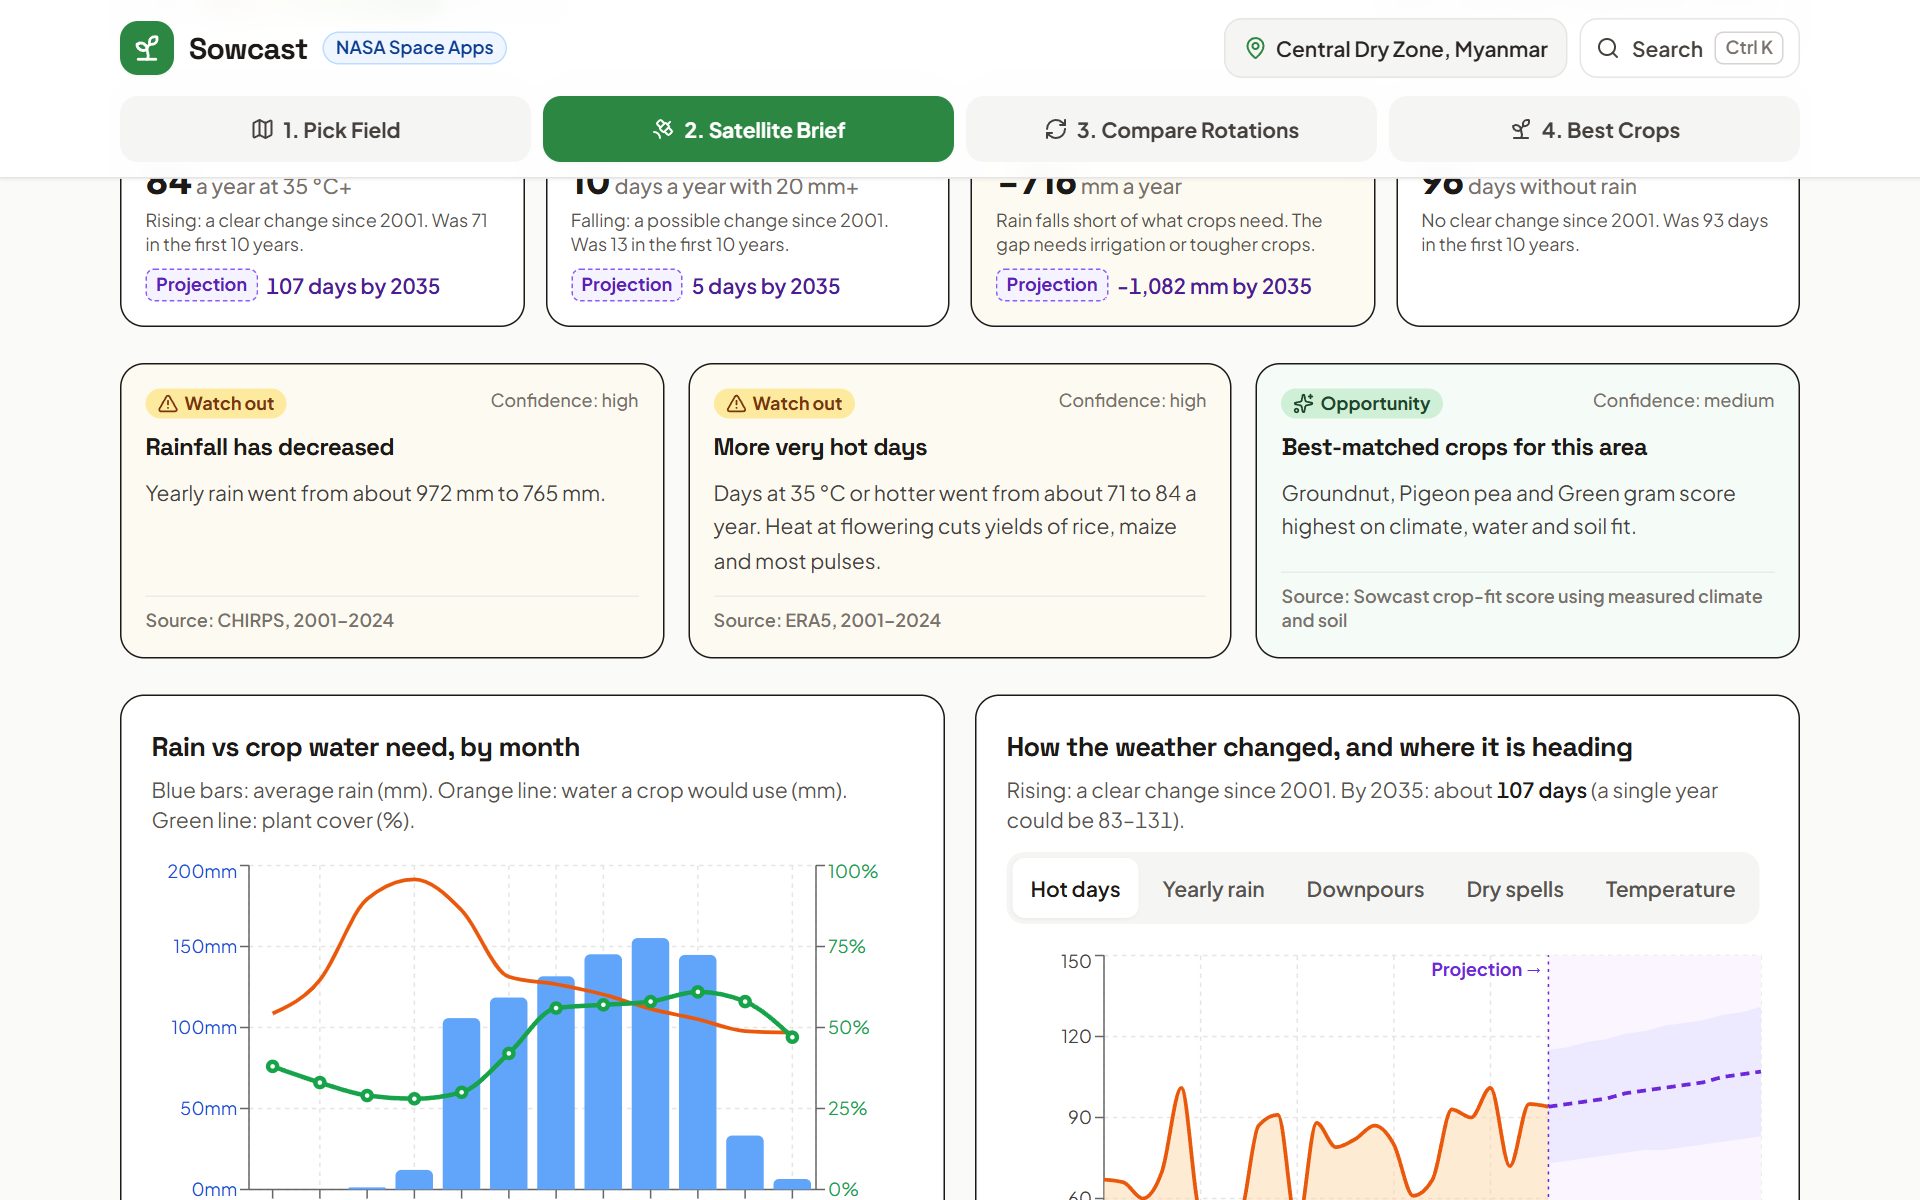 Sowcast
NASA Space Apps
Central Dry Zone, Myanmar
Search
Ctrl K
1. Pick Field
2. Satellite Brief
3. Compare Rotations
4. Best Crops
84 a year at 35 °C+
Rising: a clear change since 2001. Was 71
in the first 10 years.
Projection 107 days by 2035
10 days a year with 20 mm+
Falling: a possible change since 2001.
Was 13 in the first 10 years.
Projection 5 days by 2035
−716 mm a year
Rain falls short of what crops need. The
gap needs irrigation or tougher crops.
Projection -1,082 mm by 2035
96 days without rain
No clear change since 2001. Was 93 days
in the first 10 years.
Watch out
Confidence: high
Rainfall has decreased
Yearly rain went from about 972 mm to 765 mm.
Source: CHIRPS, 2001–2024
Watch out
Confidence: high
More very hot days
Days at 35 °C or hotter went from about 71 to 84 a
year. Heat at flowering cuts yields of rice, maize
and most pulses.
Source: ERA5, 2001–2024
Opportunity
Confidence: medium
Best-matched crops for this area
Groundnut, Pigeon pea and Green gram score
highest on climate, water and soil fit.
Source: Sowcast crop-fit score using measured climate
and soil
Rain vs crop water need, by month
Blue bars: average rain (mm). Orange line: water a crop would use (mm).
Green line: plant cover (%).
200mm
150mm
100mm
50mm
0mm
100%
75%
50%
25%
0%
How the weather changed, and where it is heading
Rising: a clear change since 2001. By 2035: about 107 days (a single year
could be 83–131).
Hot days
Yearly rain
Downpours
Dry spells
Temperature
Projection →
150
120
90
60